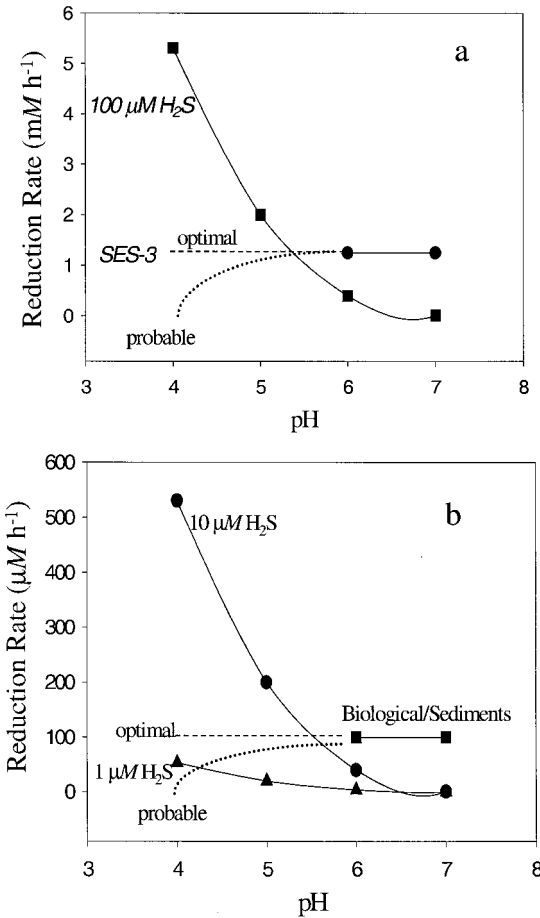 a
6
5
4
3
2
1
0
Reduction Rate (mM h⁻¹)
100 µM H₂S
SES-3
optimal
probable
3 4 5 6 7 8
pH
b
600
500
400
300
200
100
0
Reduction Rate (µM h⁻¹)
10 µM H₂S
Biological/Sediments
optimal
1 µM H₂S
probable
3 4 5 6 7 8
pH